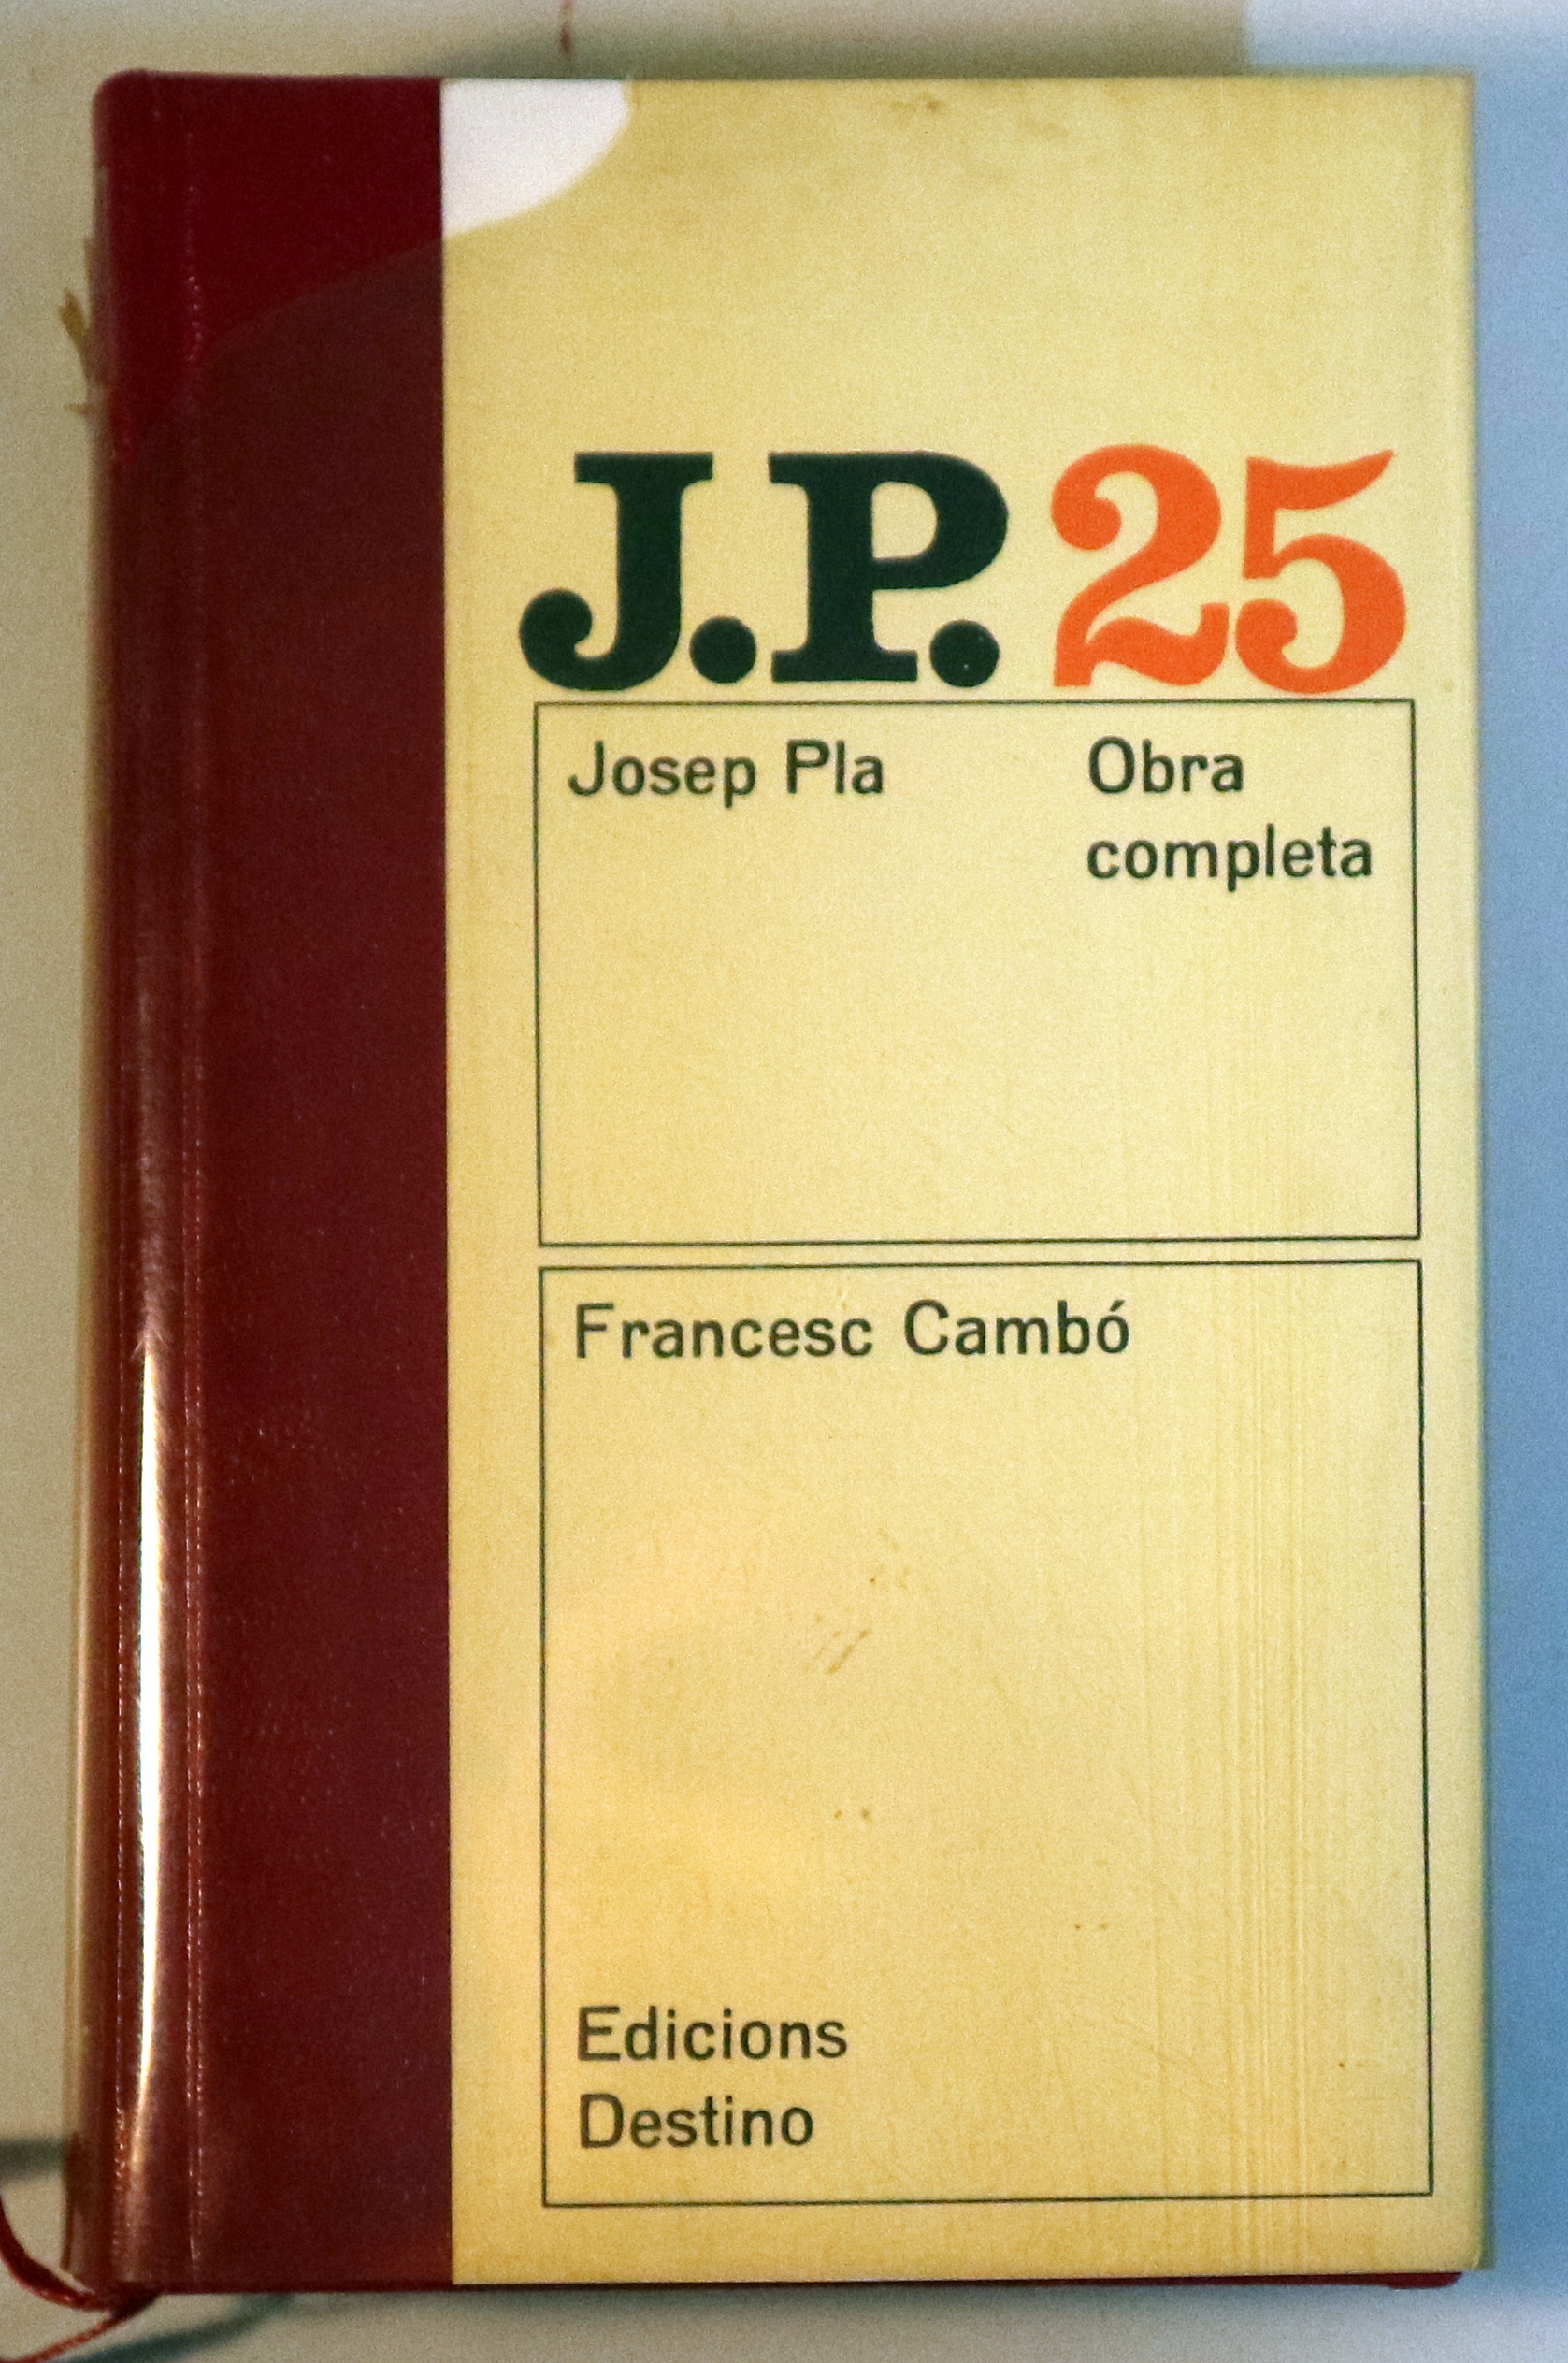 J.P. 25
Josep Pla Obra
completa
Francesc Cambó
Edicions
Destino